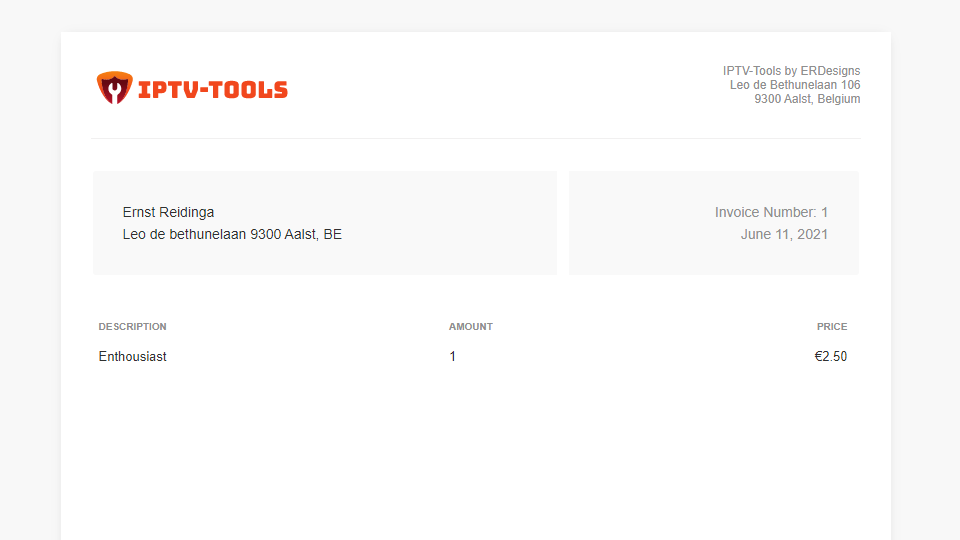 IPTV-TOOLS
IPTV-Tools by ERDesigns
Leo de Bethunelaan 106
9300 Aalst, Belgium
Ernst Reidinga
Leo de bethunelaan 9300 Aalst, BE
Invoice Number: 1
June 11, 2021
DESCRIPTION AMOUNT PRICE
Enthousiast 1 €2.50